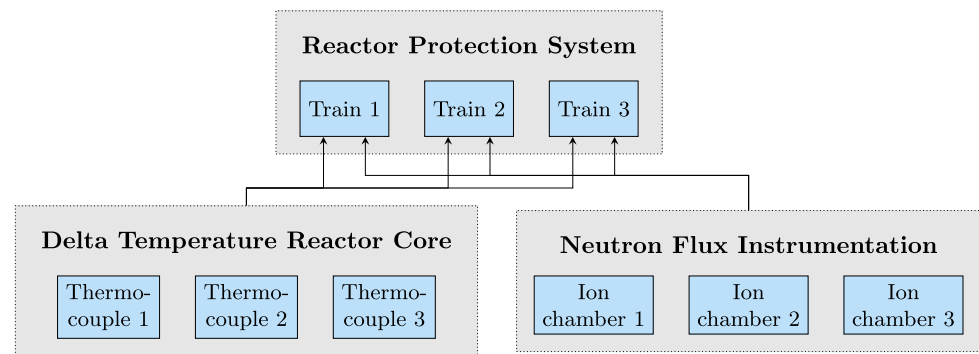 Reactor Protection System
Train 1
Train 2
Train 3
Delta Temperature Reactor Core
Thermo-
couple 1
Thermo-
couple 2
Thermo-
couple 3
Neutron Flux Instrumentation
Ion
chamber 1
Ion
chamber 2
Ion
chamber 3